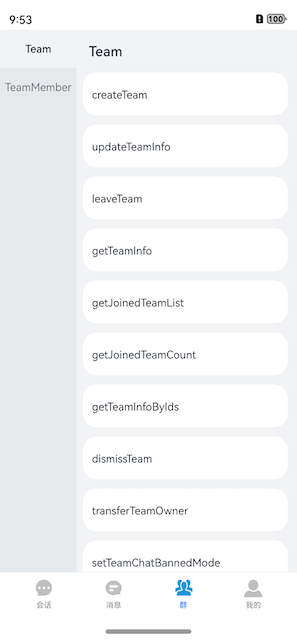 9:53
100
Team
TeamMember
Team
createTeam
updateTeamInfo
leaveTeam
getTeamInfo
getJoinedTeamList
getJoinedTeamCount
getTeamInfoByIds
dismissTeam
transferTeamOwner
setTeamChatBannedMode
会话
消息
群
我的